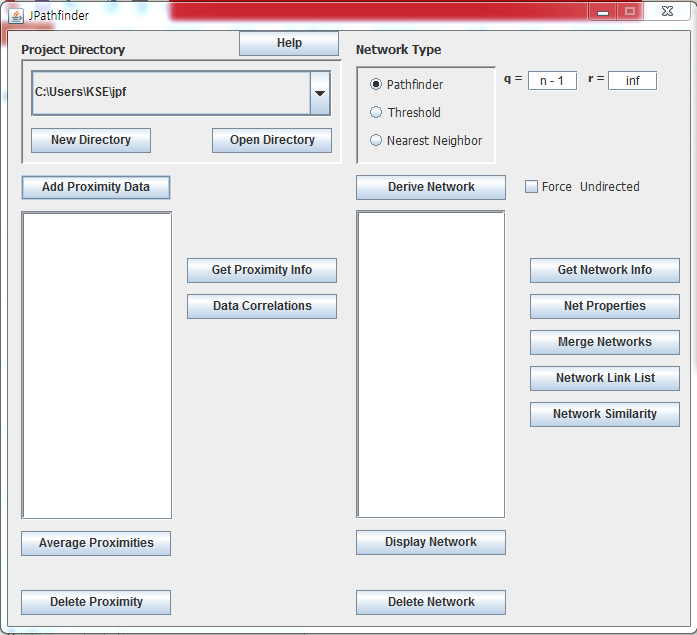 JPathfinder
Project Directory
Help
Network Type
C:\Users\KSE\jpf
Pathfinder
q = n - 1 r = inf
Threshold
New Directory
Open Directory
Nearest Neighbor
Add Proximity Data
Derive Network
Force Undirected
Get Proximity Info
Get Network Info
Data Correlations
Net Properties
Merge Networks
Network Link List
Network Similarity
Average Proximities
Display Network
Delete Proximity
Delete Network